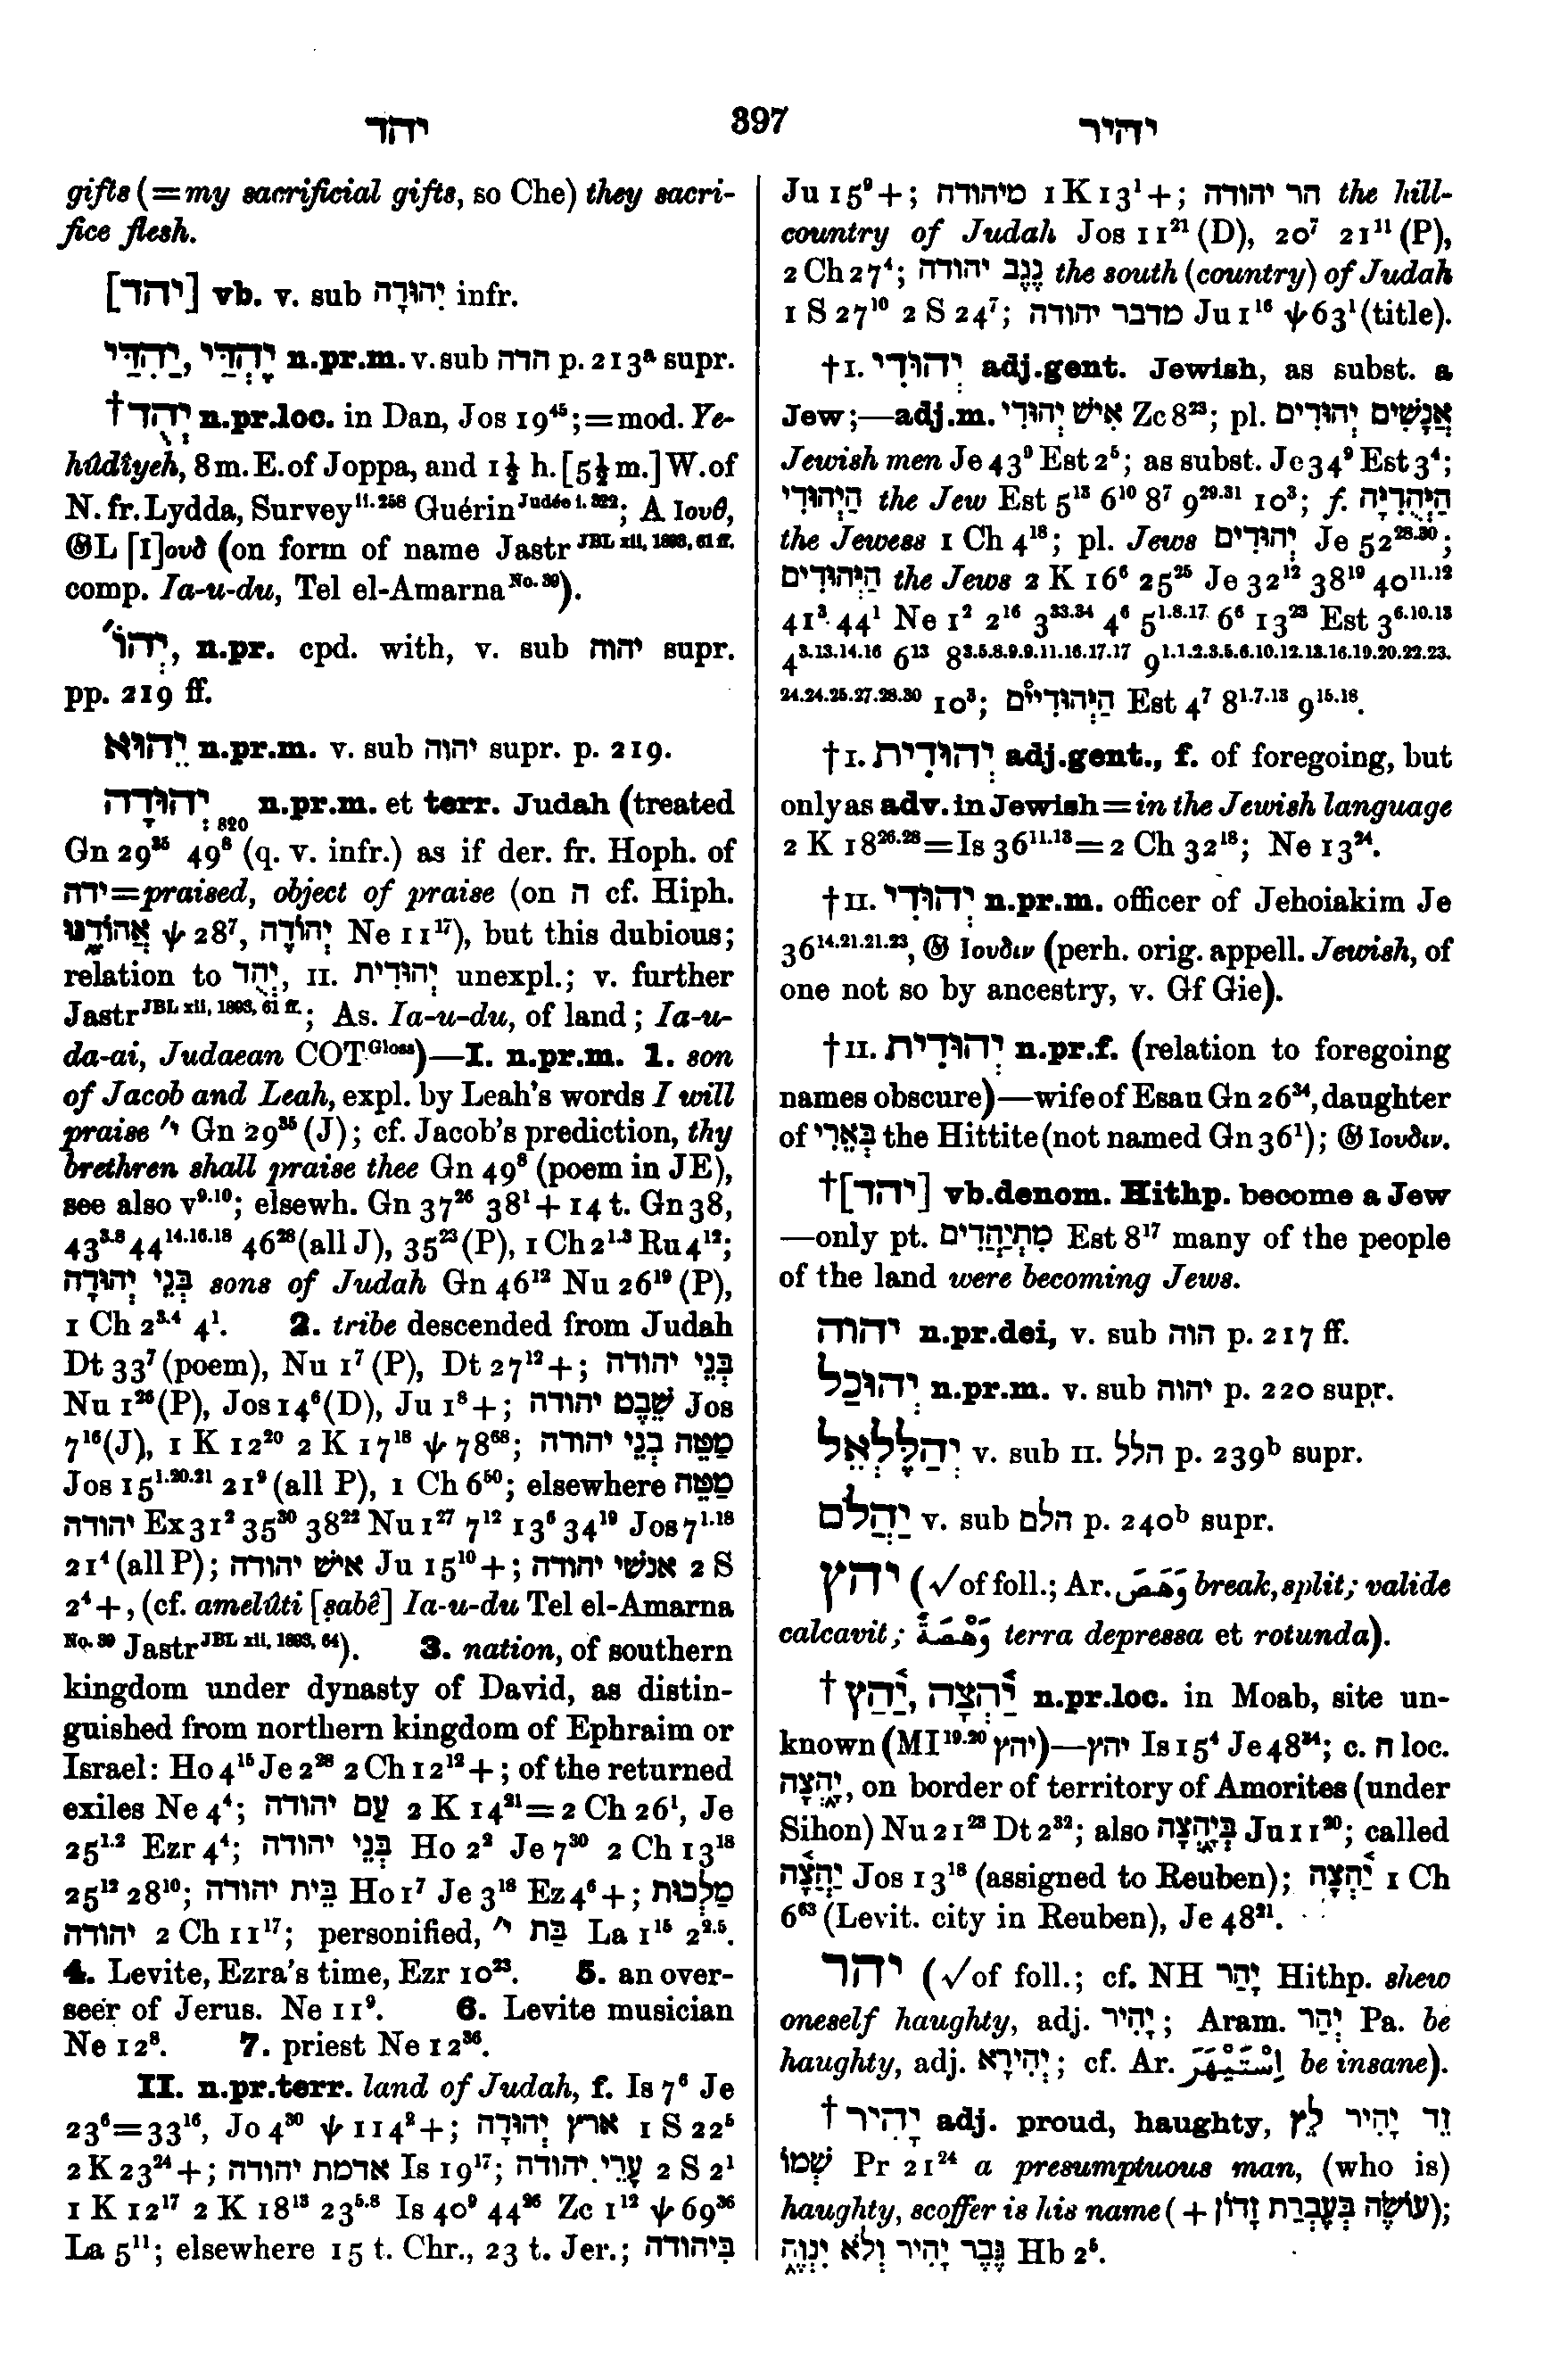 יהד 397 יהיר
gifts (=my sacrificial gifts, so Che) they sacri-
fice flesh.
[יהד] vb. v. sub יְהוּדָה infr.
יָהְדַּי, יַהְדַּי n.pr.m. v. sub הדה p. 213ᵃ supr.
†יְהֻד n.pr.loc. in Dan, Jos 19⁴⁵; = mod. Ye-
hûdîyeh, 8 m. E. of Joppa, and 1½ h. [5½ m.] W. of
N. fr. Lydda, Survey ii. 258 Guérin Judée i. 322; A Ιουθ,
𝔊L [Ι]ουδ (on form of name Jastr JBL xii, 1893, 61 ff.
comp. Ia-u-du, Tel el-Amarna No. 39).
יְהוֹ׳, n.pr. cpd. with, v. sub יהוה supr.
pp. 219 ff.
יֵהוּא n.pr.m. v. sub יהוה supr. p. 219.
יְהוּדָה 820 n.pr.m. et terr. Judah (treated
Gn 29³⁵ 49⁸ (q. v. infr.) as if der. fr. Hoph. of
ידה = praised, object of praise (on ה cf. Hiph.
אֲהוֹדֶנּוּ ψ 28⁷, יְהוֹדָה Ne 11¹⁷), but this dubious;
relation to יְהֻד, II. יְהוּדִית unexpl.; v. further
Jastr JBL xii, 1893, 61 ff.; As. Ia-u-du, of land; Ia-u-
da-ai, Judaean COT Gloss)—I. n.pr.m. 1. son
of Jacob and Leah, expl. by Leah's words I will
praise י׳ Gn 29³⁵ (J); cf. Jacob's prediction, thy
brethren shall praise thee Gn 49⁸ (poem in JE),
see also v⁹·¹⁰; elsewh. Gn 37²⁶ 38¹ + 14 t. Gn 38,
43³·⁸ 44¹⁴·¹⁶·¹⁸ 46²⁸ (all J), 35²³ (P), 1 Ch 2¹·³ Ru 4¹²;
בְּנֵי יְהוּדָה sons of Judah Gn 46¹² Nu 26¹⁹ (P),
1 Ch 2³·⁴ 4¹. 2. tribe descended from Judah
Dt 33⁷ (poem), Nu 1⁷ (P), Dt 27¹² +; בְּנֵי יהודה
Nu 1²⁶ (P), Jos 14⁶ (D), Ju 1⁸ +; שֵׁבֶט יהודה Jos
7¹⁶ (J), 1 K 12²⁰ 2 K 17¹⁸ ψ 78⁶⁸; מַטֵּה בְּנֵי יהודה
Jos 15¹·²⁰·²¹ 21⁹ (all P), 1 Ch 6⁵⁰; elsewhere מַטֵּה
יהודה Ex 31² 35³⁰ 38²² Nu 1²⁷ 7¹² 13⁶ 34¹⁹ Jos 7¹·¹⁸
21⁴ (all P); איש יהודה Ju 15¹⁰ +; אנשי יהודה 2 S
2⁴ +, (cf. amelûti [ṣabê] Ia-u-du Tel el-Amarna
No. 39 Jastr JBL xii, 1893, 64). 3. nation, of southern
kingdom under dynasty of David, as distin-
guished from northern kingdom of Ephraim or
Israel: Ho 4¹⁵ Je 2²⁸ 2 Ch 12¹² +; of the returned
exiles Ne 4⁴; עם יהודה 2 K 14²¹ = 2 Ch 26¹, Je
25¹·² Ezr 4⁴; בְּנֵי יהודה Ho 2² Je 7³⁰ 2 Ch 13¹⁸
25¹² 28¹⁰; בֵּית יהודה Ho 1⁷ Je 3¹⁸ Ez 4⁶ +; מַלְכוּת
יהודה 2 Ch 11¹⁷; personified, בַּת י׳ La 1¹⁵ 2²·⁵.
4. Levite, Ezra's time, Ezr 10²³. 5. an over-
seer of Jerus. Ne 11⁹. 6. Levite musician
Ne 12⁸. 7. priest Ne 12³⁶.
II. n.pr.terr. land of Judah, f. Is 7⁶ Je
23⁶ = 33¹⁶, Jo 4²⁰ ψ 114² +; ארץ יְהוּדָה 1 S 22⁵
2 K 23²⁴ +; אדמת יהודה Is 19¹⁷; עָרֵי יהודה 2 S 2¹
1 K 12¹⁷ 2 K 18¹³ 23⁵·⁸ Is 40⁹ 44²⁶ Zc 1¹² ψ 69³⁶
La 5¹¹; elsewhere 15 t. Chr., 23 t. Jer.; בִּיהודה
Ju 15⁹ +; מיהודה 1 K 13¹ +; הר יהודה the hill-
country of Judah Jos 11²¹ (D), 20⁷ 21¹¹ (P),
2 Ch 27⁴; נֶגֶב יהודה the south (country) of Judah
1 S 27¹⁰ 2 S 24⁷; מדבר יהודה Ju 1¹⁶ ψ 63¹ (title).
†I. יְהוּדִי adj.gent. Jewish, as subst. a
Jew;—adj.m. אִישׁ יְהוּדִי Zc 8²³; pl. אֲנָשִׁים יְהוּדִים
Jewish men Je 43⁹ Est 2⁵; as subst. Je 34⁹ Est 3⁴;
הַיְּהוּדִי the Jew Est 5¹³ 6¹⁰ 8⁷ 9²⁹·³¹ 10³; f. הַיְּהֻדִיָּה
the Jewess 1 Ch 4¹⁸; pl. Jews יְהוּדִים Je 52²⁸·³⁰;
הַיְּהוּדִים the Jews 2 K 16⁶ 25²⁵ Je 32¹² 38¹⁹ 40¹¹·¹²
41³ 44¹ Ne 1² 2¹⁶ 3³³·³⁴ 4⁶ 5¹·⁸·¹⁷ 6⁶ 13²³ Est 3⁶·¹⁰·¹³
4³·¹³·¹⁴·¹⁶ 6¹³ 8³·⁵·⁸·⁹·⁹·¹¹·¹⁶·¹⁷·¹⁷ 9¹·¹·²·³·⁵·⁶·¹⁰·¹²·¹³·¹⁶·¹⁹·²⁰·²²·²³·
²⁴·²⁴·²⁵·²⁷·²⁸·³⁰ 10³; הַיְּהוּדִיִּים Est 4⁷ 8¹·⁷·¹³ 9¹⁵·¹⁸.
†I. יְהוּדִית adj.gent., f. of foregoing, but
only as adv. in Jewish = in the Jewish language
2 K 18²⁶·²⁸ = Is 36¹¹·¹³ = 2 Ch 32¹⁸; Ne 13²⁴.
†II. יְהוּדִי n.pr.m. officer of Jehoiakim Je
36¹⁴·²¹·²¹·²³, 𝔊 Ιουδιν (perh. orig. appell. Jewish, of
one not so by ancestry, v. Gf Gie).
†II. יְהוּדִית n.pr.f. (relation to foregoing
names obscure)—wife of Esau Gn 26³⁴, daughter
of בְּאֵרִי the Hittite (not named Gn 36¹); 𝔊 Ιουδιν.
†[יהד] vb.denom. Hithp. become a Jew
—only pt. מִתְיַהֲדִים Est 8¹⁷ many of the people
of the land were becoming Jews.
יהוה n.pr.dei, v. sub הוה p. 217 ff.
יְהוּכַל n.pr.m. v. sub יהוה p. 220 supr.
יְהַלֶּלְאֵל v. sub II. הלל p. 239ᵇ supr.
יַהֲלֹם v. sub הלם p. 240ᵇ supr.
יהץ (√ of foll.; Ar. وَهَصَ break, split; valide
calcavit; وَهْصَةٌ terra depressa et rotunda).
†יַ֫הַץ, יַ֫הְצָה n.pr.loc. in Moab, site un-
known (MI¹⁹·²⁰ יהץ)—יהץ Is 15⁴ Je 48³⁴; c. ה loc.
יָ֑הְצָה, on border of territory of Amorites (under
Sihon) Nu 21²³ Dt 2³²; also בְּיָ֑הְצָה Ju 11²⁰; called
יַ֫הְצָה Jos 13¹⁸ (assigned to Reuben); יַ֫הְצָה 1 Ch
6⁶³ (Levit. city in Reuben), Je 48²¹.
יהר (√ of foll.; cf. NH יָהַר Hithp. shew
oneself haughty, adj. יָהִיר; Aram. יְהַר Pa. be
haughty, adj. יְהִירָא; cf. Ar. إِسْتَيْهَرَ be insane).
†יָהִיר adj. proud, haughty, זֵד יָהִיר לֵץ
שְׁמוֹ Pr 21²⁴ a presumptuous man, (who is)
haughty, scoffer is his name (+ עוֹשֶׂה בְּעֶבְרַת זָדוֹן);
גֶּבֶר יָהִיר וְלֹא יִנְוֶ֑ה Hb 2⁵.